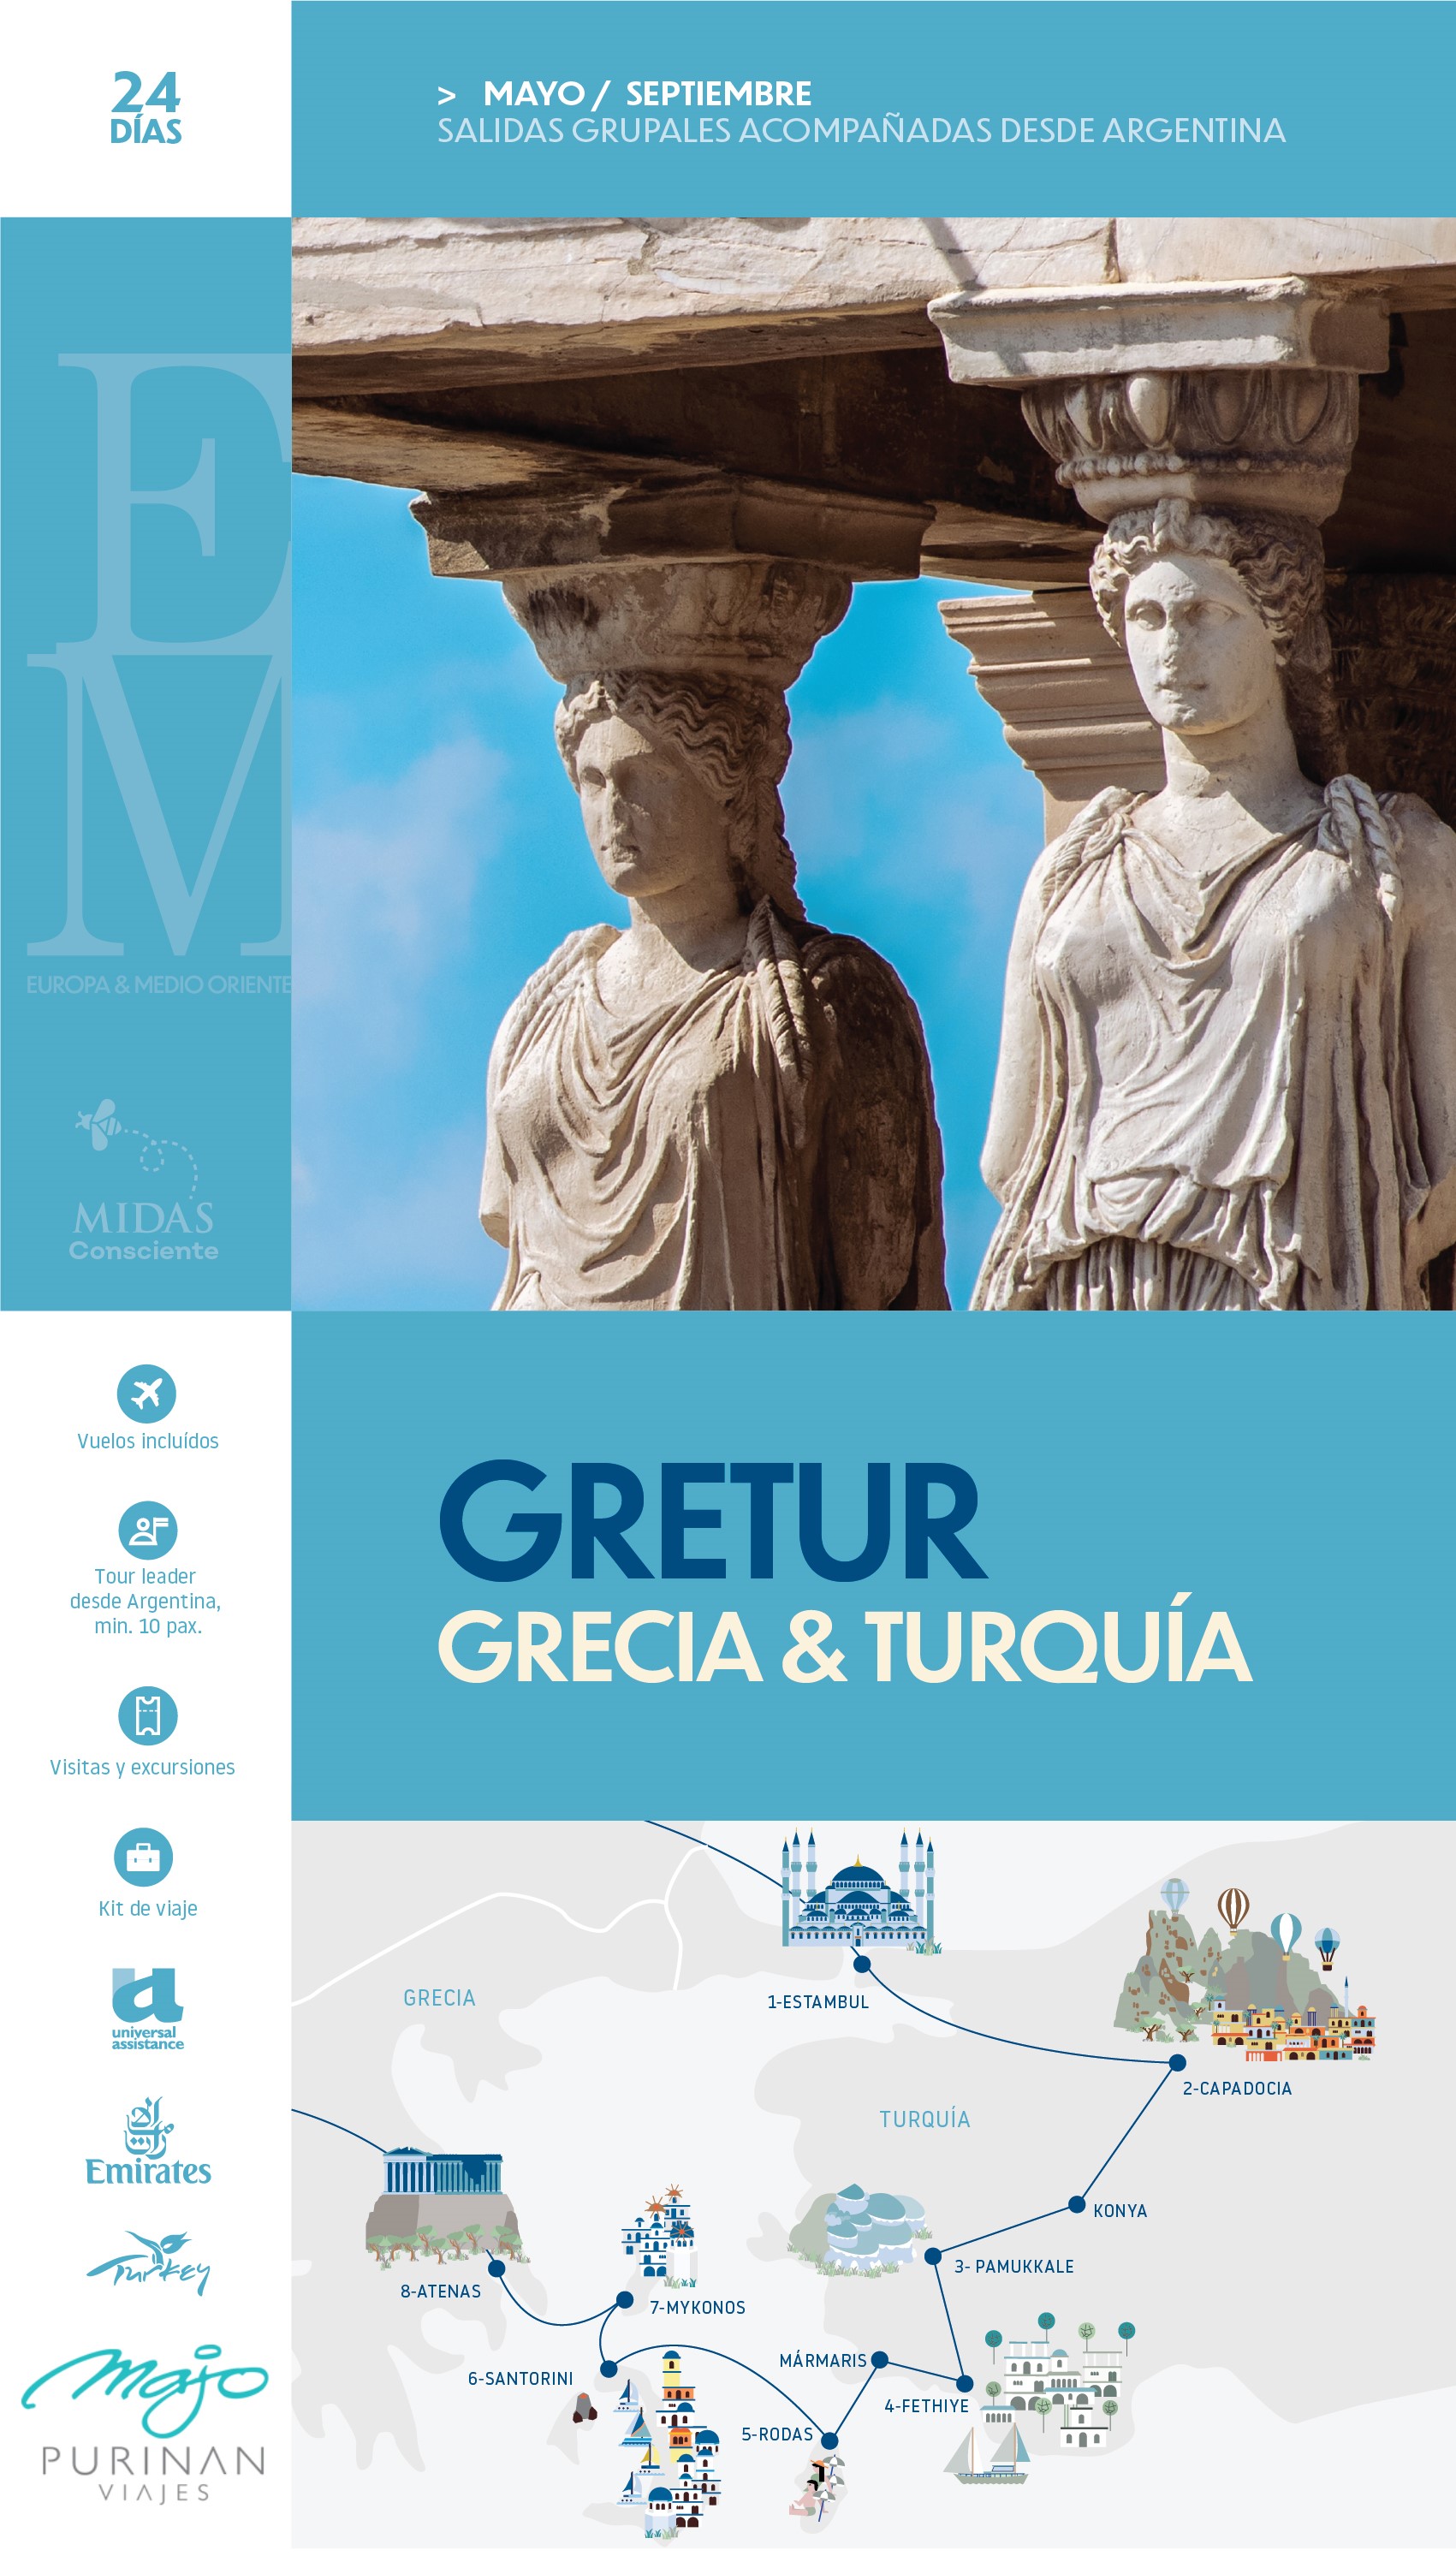 24
DÍAS
> MAYO / SEPTIEMBRE
SALIDAS GRUPALES ACOMPAÑADAS DESDE ARGENTINA
E
M
EUROPA & MEDIO ORIENTE
MIDAS
Consciente
Vuelos incluídos
Tour leader
desde Argentina,
min. 10 pax.
Visitas y excursiones
Kit de viaje
ua
universal
assistance
Emirates
Turkey
Majo
PURINAN
VIAJES
GRETUR
GRECIA & TURQUÍA
GRECIA
1-ESTAMBUL
2-CAPADOCIA
TURQUÍA
KONYA
3- PAMUKKALE
8-ATENAS
7-MYKONOS
MÁRMARIS
6-SANTORINI
4-FETHIYE
5-RODAS